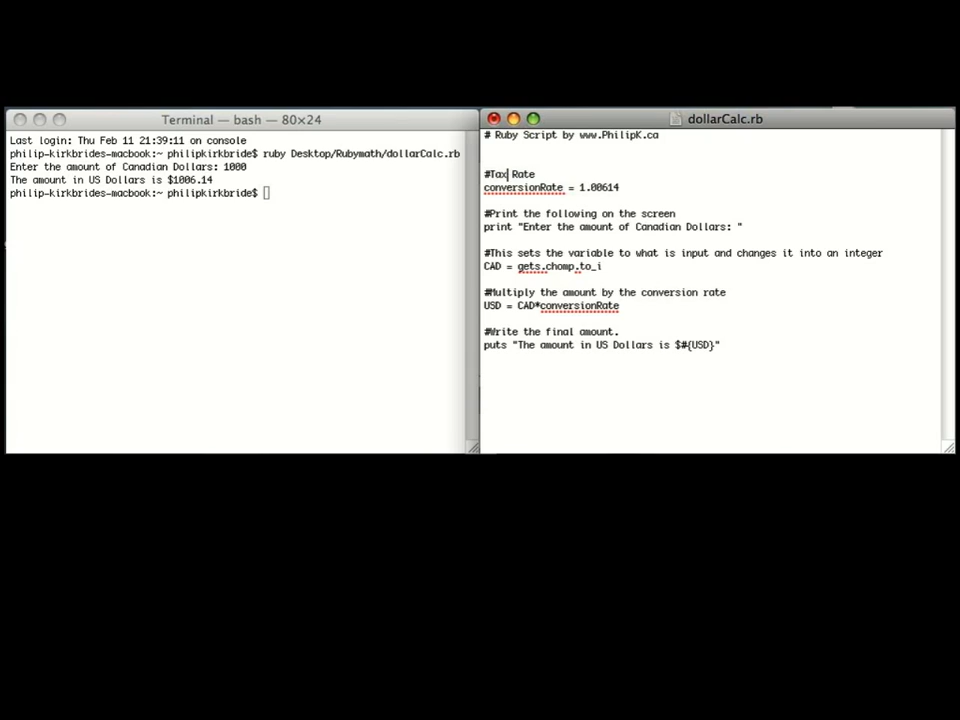 Terminal — bash — 80×24
Last login: Thu Feb 11 21:39:11 on console
philip-kirkbrides-macbook:~ philipkirkbride$ ruby Desktop/Rubymath/dollarCalc.rb
Enter the amount of Canadian Dollars: 1000
The amount in US Dollars is $1006.14
philip-kirkbrides-macbook:~ philipkirkbride$
dollarCalc.rb
# Ruby Script by www.PhilipK.ca
#Tax Rate
conversionRate = 1.00614
#Print the following on the screen
print "Enter the amount of Canadian Dollars: "
#This sets the variable to what is input and changes it into an integer
CAD = gets.chomp.to_i
#Multiply the amount by the conversion rate
USD = CAD*conversionRate
#Write the final amount.
puts "The amount in US Dollars is $#{USD}"